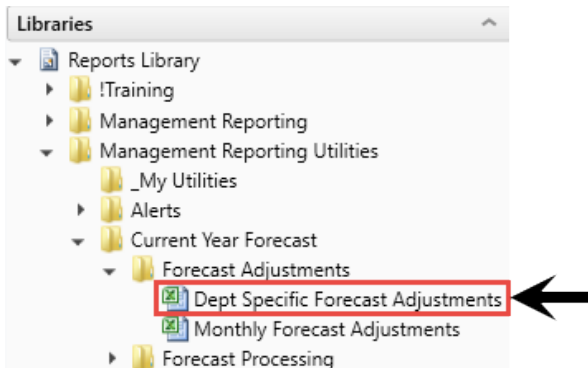 Libraries
Reports Library
!Training
Management Reporting
Management Reporting Utilities
_My Utilities
Alerts
Current Year Forecast
Forecast Adjustments
Dept Specific Forecast Adjustments
Monthly Forecast Adjustments
Forecast Processing